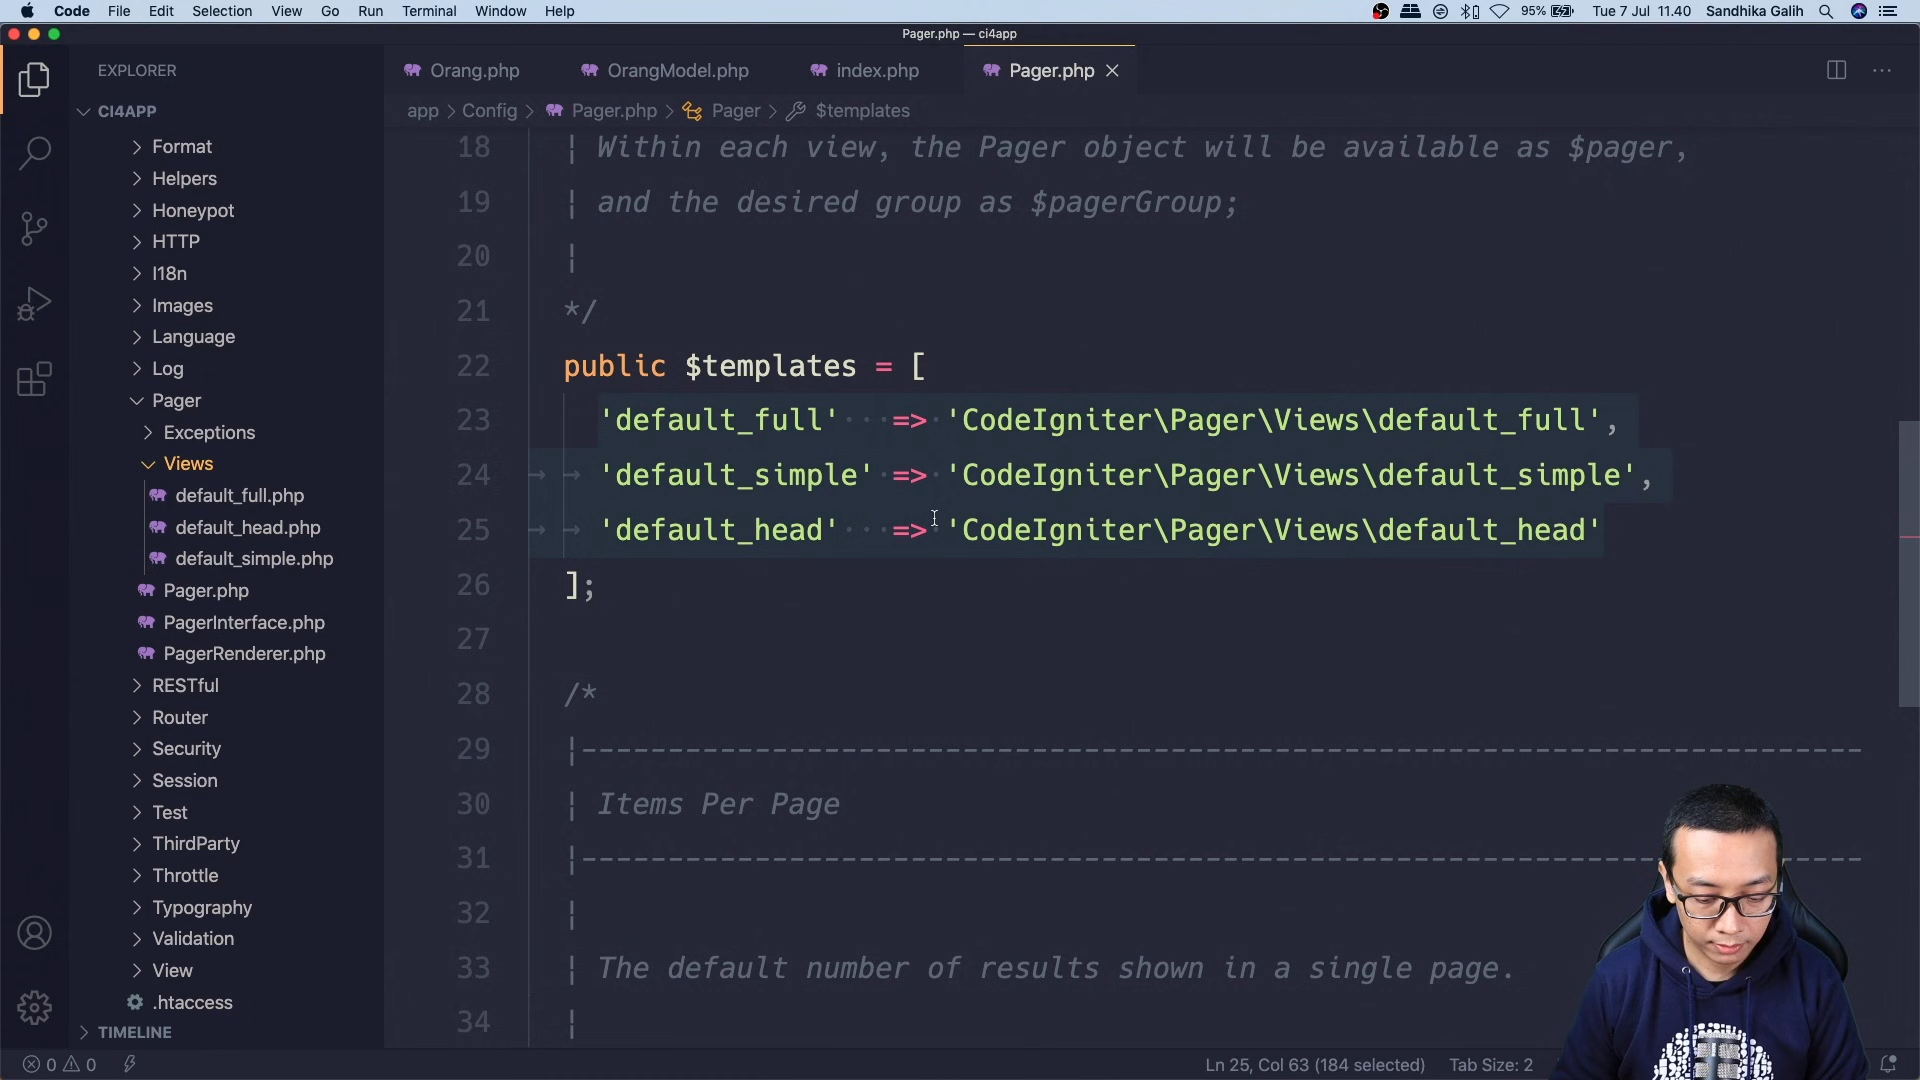 Code File Edit Selection View Go Run Terminal Window Help 95% Tue 7 Jul 11.40 Sandhika Galih
Pager.php — ci4app
EXPLORER
CI4APP
Format
Helpers
Honeypot
HTTP
I18n
Images
Language
Log
Pager
Exceptions
Views
default_full.php
default_head.php
default_simple.php
Pager.php
PagerInterface.php
PagerRenderer.php
RESTful
Router
Security
Session
Test
ThirdParty
Throttle
Typography
Validation
View
.htaccess
TIMELINE
Orang.php OrangModel.php index.php Pager.php
app > Config > Pager.php > Pager > $templates
18 | Within each view, the Pager object will be available as $pager,
19 | and the desired group as $pagerGroup;
20 |
21 */
22 public $templates = [
23 'default_full' => 'CodeIgniter\Pager\Views\default_full',
24 'default_simple' => 'CodeIgniter\Pager\Views\default_simple',
25 'default_head' => 'CodeIgniter\Pager\Views\default_head'
26 ];
27
28 /*
29 |--------------------------------------------------------------------------
30 | Items Per Page
31 |--------------------------------------------------------------------------
32 |
33 | The default number of results shown in a single page.
34 |
0 0 Ln 25, Col 63 (184 selected) Tab Size: 2